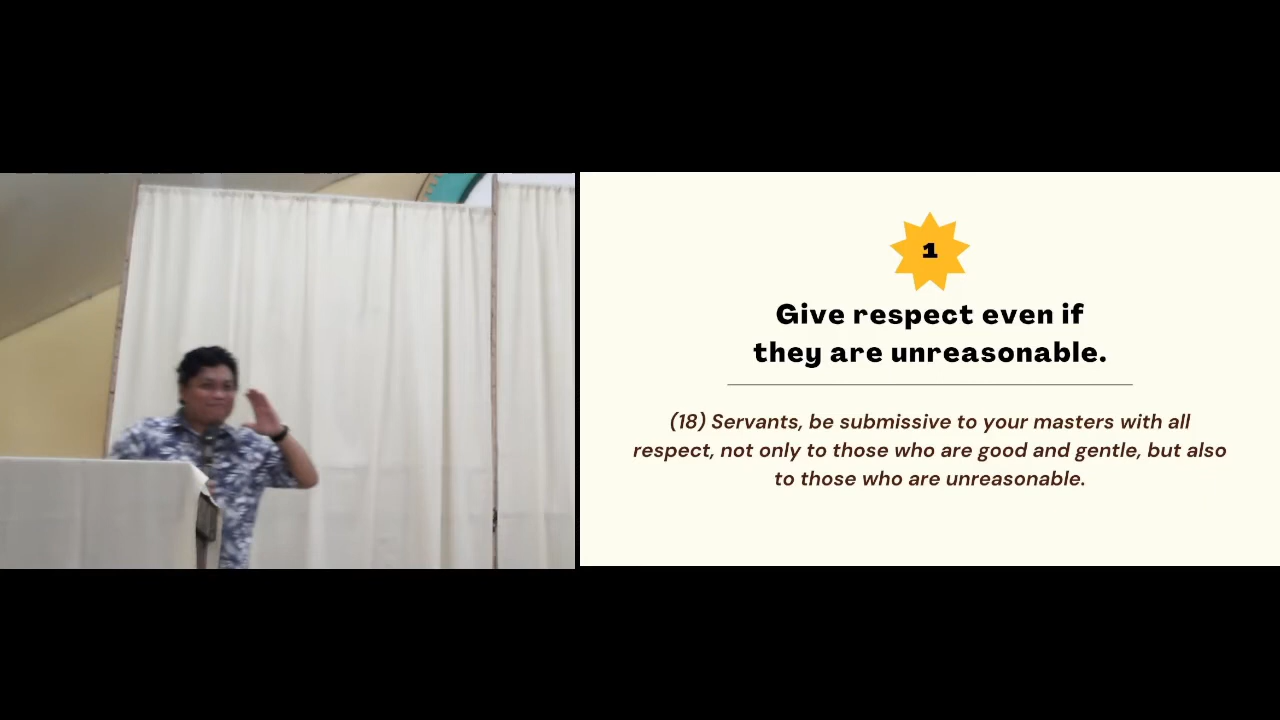 1
Give respect even if
they are unreasonable.
(18) Servants, be submissive to your masters with all
respect, not only to those who are good and gentle, but also
to those who are unreasonable.